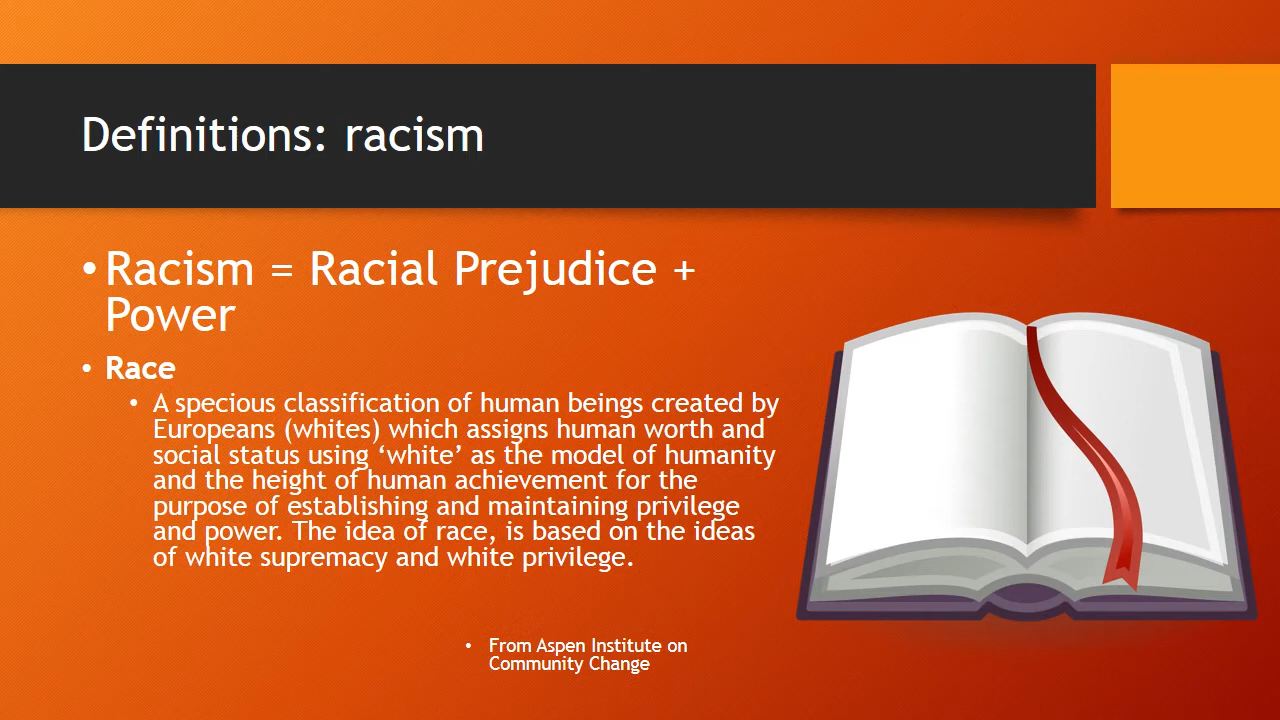 Definitions: racism
• Racism = Racial Prejudice +
Power
• Race
• A specious classification of human beings created by
Europeans (whites) which assigns human worth and
social status using ‘white’ as the model of humanity
and the height of human achievement for the
purpose of establishing and maintaining privilege
and power. The idea of race, is based on the ideas
of white supremacy and white privilege.
• From Aspen Institute on
Community Change